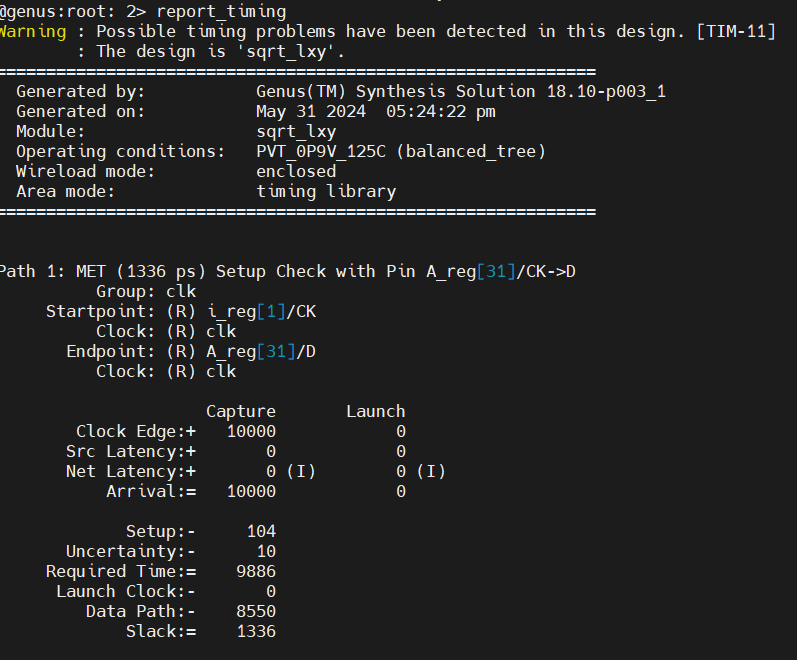 @genus:root: 2> report_timing
Warning : Possible timing problems have been detected in this design. [TIM-11]
        : The design is 'sqrt_lxy'.
============================================================
  Generated by:           Genus(TM) Synthesis Solution 18.10-p003_1
  Generated on:           May 31 2024  05:24:22 pm
  Module:                 sqrt_lxy
  Operating conditions:   PVT_0P9V_125C (balanced_tree)
  Wireload mode:          enclosed
  Area mode:              timing library
============================================================
Path 1: MET (1336 ps) Setup Check with Pin A_reg[31]/CK->D
          Group: clk
     Startpoint: (R) i_reg[1]/CK
          Clock: (R) clk
       Endpoint: (R) A_reg[31]/D
          Clock: (R) clk
                     Capture       Launch
        Clock Edge:+   10000            0
       Src Latency:+       0            0
       Net Latency:+       0 (I)        0 (I)
           Arrival:=   10000            0
             Setup:-     104
       Uncertainty:-      10
     Required Time:=    9886
      Launch Clock:-       0
         Data Path:-    8550
             Slack:=    1336